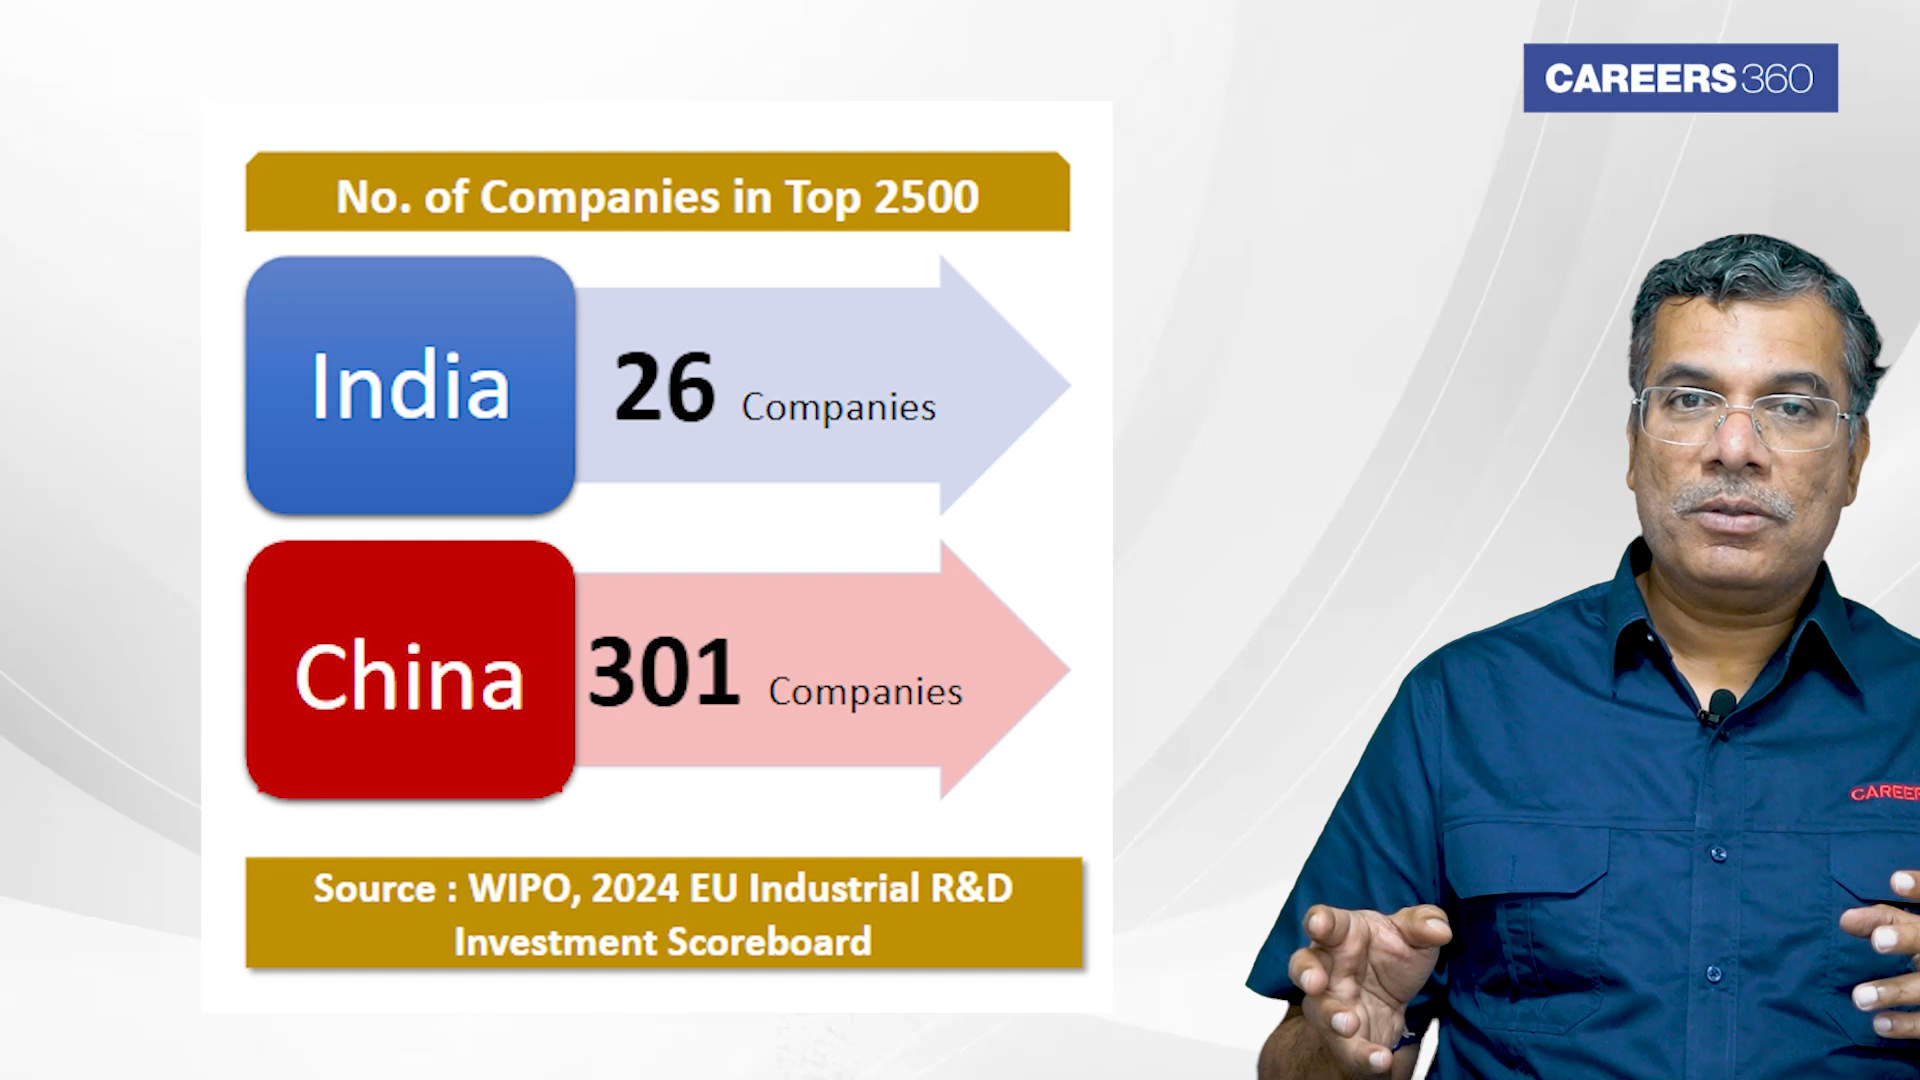 CAREERS360
No. of Companies in Top 2500
India
26 Companies
China
301 Companies
Source : WIPO, 2024 EU Industrial R&D
Investment Scoreboard
CAREER